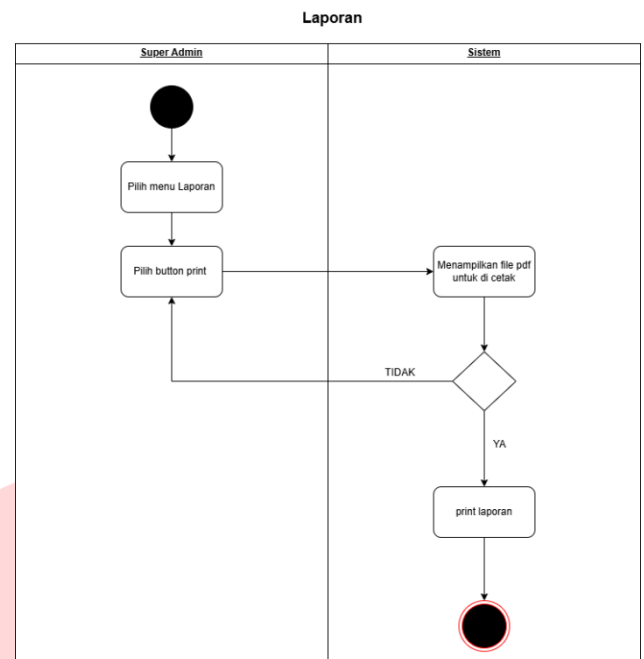 Laporan
Super Admin
Sistem
Pilih menu Laporan
Pilih button print
Menampilkan file pdf
untuk di cetak
TIDAK
YA
print laporan